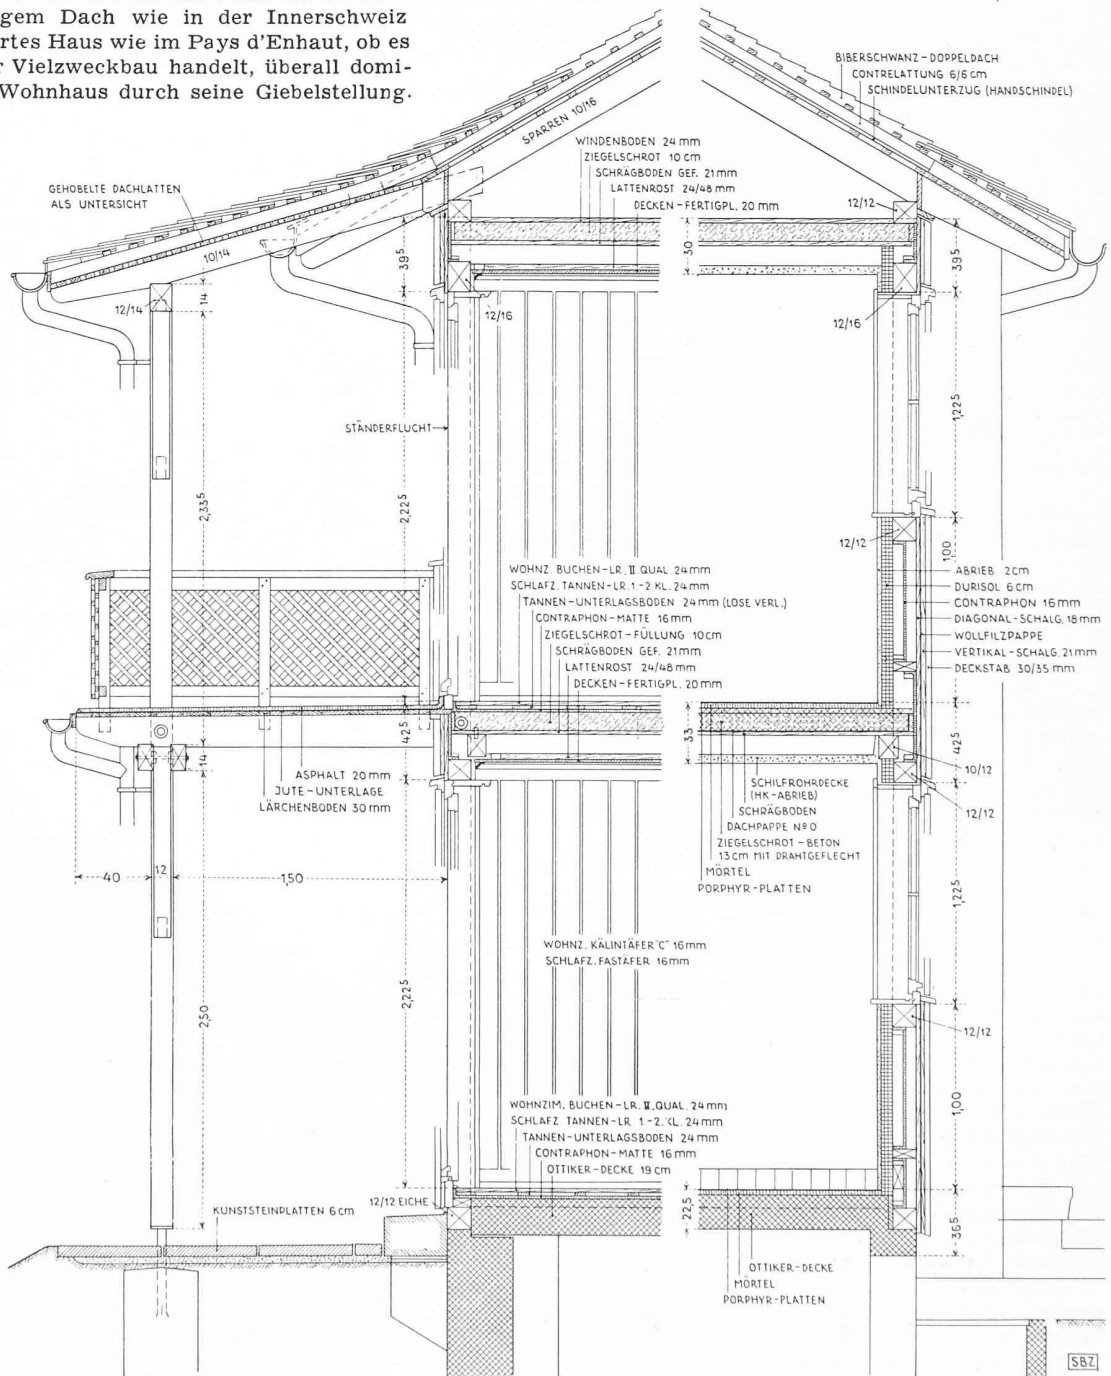 gem Dach wie in der Innerschweiz
rtes Haus wie im Pays d'Enhaut, ob es
Vielzweckbau handelt, überall domi-
Wohnhaus durch seine Giebelstellung.
BIBERSCHWANZ-DOPPELDACH
CONTRELATTUNG 6/6 cm
SCHINDELUNTERZUG (HANDSCHINDEL)
SPARREN 10/16
WINDENBODEN 24 mm
ZIEGELSCHROT 10 cm
SCHRÄGBODEN GEF. 21 mm
LATTENROST 24/48 mm
DECKEN-FERTIGPL. 20 mm
GEHOBELTE DACHLATTEN
ALS UNTERSICHT
10/14
12/12
395
30
395
12/14
14
12/16
12/16
STÄNDERFLUCHT
2,335
2,225
1,225
12/12
100
WOHNZ. BUCHEN-LR. II. QUAL. 24 mm
SCHLAFZ. TANNEN-LR. 1.-2. KL. 24 mm
TANNEN-UNTERLAGSBODEN 24 mm (LOSE VERL.)
CONTRAPHON-MATTE 16 mm
ZIEGELSCHROT-FÜLLUNG 10 cm
SCHRÄGBODEN GEF. 21 mm
LATTENROST 24/48 mm
DECKEN-FERTIGPL. 20 mm
ABRIEB 2 cm
DURISOL 6 cm
CONTRAPHON 16 mm
DIAGONAL-SCHALG. 18 mm
WOLLFILZPAPPE
VERTIKAL-SCHALG. 21 mm
DECKSTAB 30/35 mm
425
33
425
14
10/12
12/12
ASPHALT 20 mm
JUTE-UNTERLAGE
LÄRCHENBODEN 30 mm
SCHILFROHRDECKE
(HK-ABRIEB)
SCHRÄGBODEN
DACHPAPPE Nº 0
ZIEGELSCHROT-BETON
13 cm MIT DRAHTGEFLECHT
MÖRTEL
PORPHYR-PLATTEN
40
12
1,50
WOHNZ. KÄLINTÄFER "C" 16 mm
SCHLAFZ. FASTÄFER 16 mm
2,50
2,225
1,225
12/12
1,00
WOHNZIM. BUCHEN-LR. II. QUAL. 24 mm
SCHLAFZ. TANNEN-LR. 1.-2. KL. 24 mm
TANNEN-UNTERLAGSBODEN 24 mm
CONTRAPHON-MATTE 16 mm
OTTIKER-DECKE 19 cm
12/12 EICHE
KUNSTSTEINPLATTEN 6 cm
22,5
365
OTTIKER-DECKE
MÖRTEL
PORPHYR-PLATTEN
SBZ